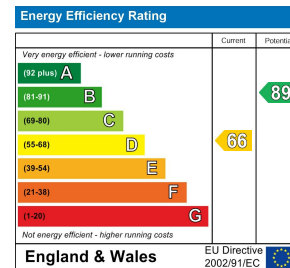 Energy Efficiency Rating
Current Potentia
Very energy efficient - lower running costs
(92 plus) A
(81-91) B
89
(69-80) C
(55-68) D
66
(39-54) E
(21-38) F
(1-20) G
Not energy efficient - higher running costs
England & Wales
EU Directive
2002/91/EC